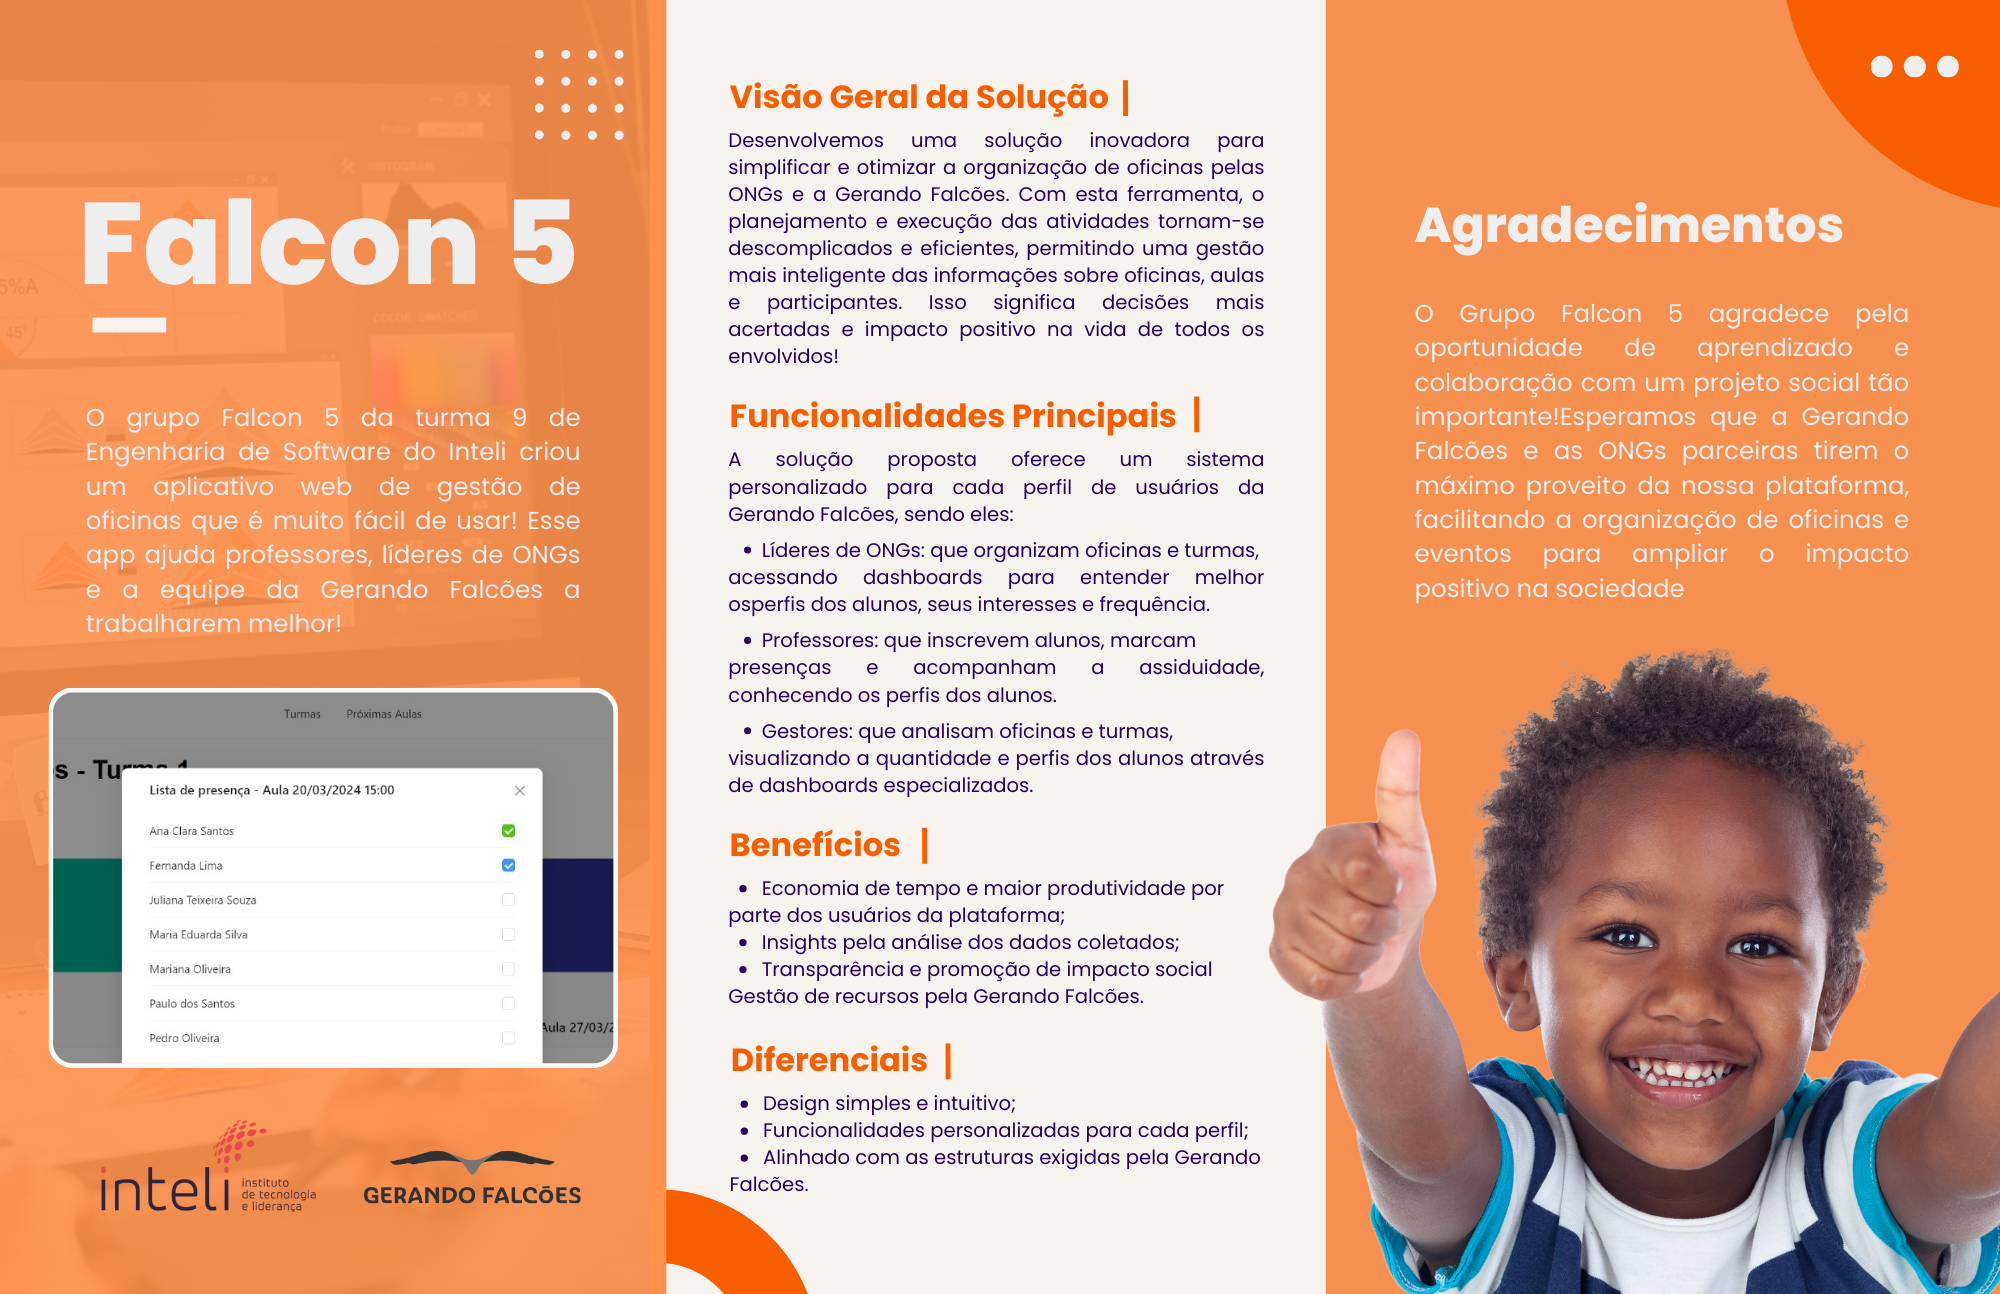 Falcon 5
O grupo Falcon 5 da turma 9 de
Engenharia de Software do Inteli criou
um aplicativo web de gestão de
oficinas que é muito fácil de usar! Esse
app ajuda professores, líderes de ONGs
e a equipe da Gerando Falcões a
trabalharem melhor!
HISTOGRAM
COLOR SWATCHES
5%A
45°
Turmas Próximas Aulas
s - Turma 1
Lista de presença - Aula 20/03/2024 15:00
Ana Clara Santos
Fernanda Lima
Juliana Teixeira Souza
Maria Eduarda Silva
Mariana Oliveira
Paulo dos Santos
Aula 27/03/2
Pedro Oliveira
inteli
instituto
de tecnologia
e liderança
GERANDO FALCÕES
Visão Geral da Solução |
Desenvolvemos uma solução inovadora para
simplificar e otimizar a organização de oficinas pelas
ONGs e a Gerando Falcões. Com esta ferramenta, o
planejamento e execução das atividades tornam-se
descomplicados e eficientes, permitindo uma gestão
mais inteligente das informações sobre oficinas, aulas
e participantes. Isso significa decisões mais
acertadas e impacto positivo na vida de todos os
envolvidos!
Funcionalidades Principais |
A solução proposta oferece um sistema
personalizado para cada perfil de usuários da
Gerando Falcões, sendo eles:
• Líderes de ONGs: que organizam oficinas e turmas,
acessando dashboards para entender melhor
osperfis dos alunos, seus interesses e frequência.
• Professores: que inscrevem alunos, marcam
presenças e acompanham a assiduidade,
conhecendo os perfis dos alunos.
• Gestores: que analisam oficinas e turmas,
visualizando a quantidade e perfis dos alunos através
de dashboards especializados.
Benefícios |
• Economia de tempo e maior produtividade por
parte dos usuários da plataforma;
• Insights pela análise dos dados coletados;
• Transparência e promoção de impacto social
Gestão de recursos pela Gerando Falcões.
Diferenciais |
• Design simples e intuitivo;
• Funcionalidades personalizadas para cada perfil;
• Alinhado com as estruturas exigidas pela Gerando
Falcões.
Agradecimentos
O Grupo Falcon 5 agradece pela
oportunidade de aprendizado e
colaboração com um projeto social tão
importante!Esperamos que a Gerando
Falcões e as ONGs parceiras tirem o
máximo proveito da nossa plataforma,
facilitando a organização de oficinas e
eventos para ampliar o impacto
positivo na sociedade